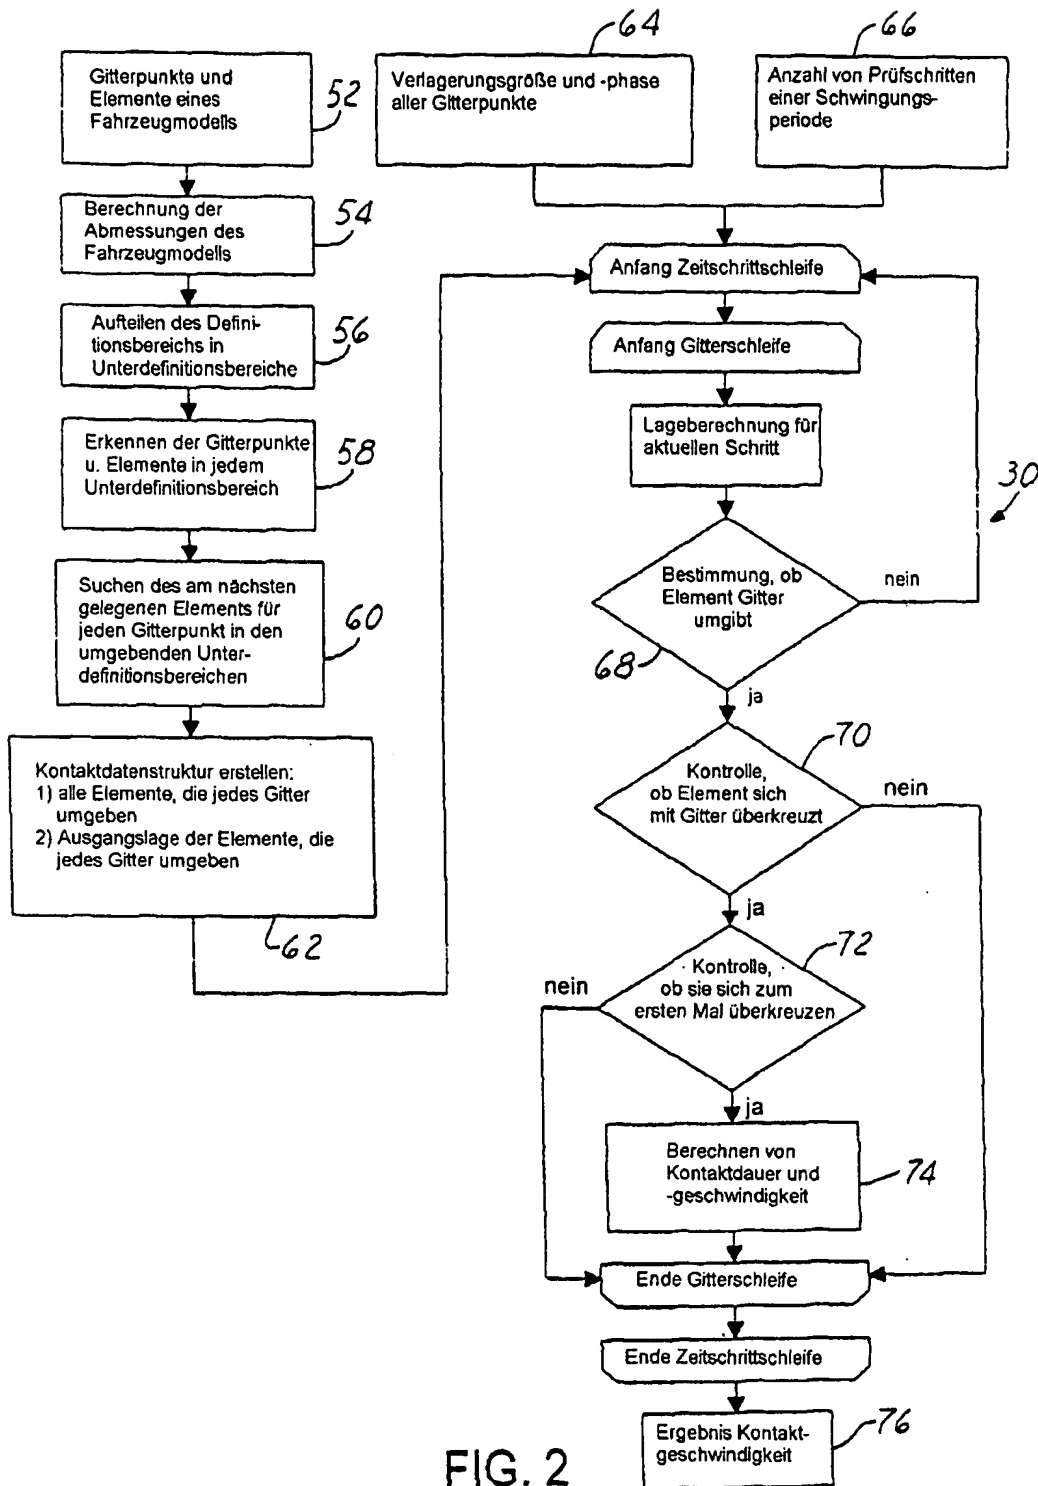 Gitterpunkte und
Elemente eines
Fahrzeugmodells
52
Berechnung der
Abmessungen des
Fahrzeugmodells
54
Aufteilen des Defini-
tionsbereichs in
Unterdefinitionsbereiche
56
Erkennen der Gitterpunkte
u. Elemente in jedem
Unterdefinitionsbereich
58
Suchen des am nächsten
gelegenen Elements für
jeden Gitterpunkt in den
umgebenden Unter-
definitionsbereichen
60
Kontaktdatenstruktur erstellen:
1) alle Elemente, die jedes Gitter
umgeben
2) Ausgangslage der Elemente, die
jedes Gitter umgeben
62
64
Verlagerungsgröße und -phase
aller Gitterpunkte
66
Anzahl von Prüfschritten
einer Schwingungs-
periode
Anfang Zeitschrittschleife
Anfang Gitterschleife
Lageberechnung für
aktuellen Schritt
30
Bestimmung, ob
Element Gitter
umgibt
nein
68
ja
70
Kontrolle,
ob Element sich
mit Gitter überkreuzt
nein
ja
72
Kontrolle,
ob sie sich zum
ersten Mal überkreuzen
nein
ja
Berechnen von
Kontaktdauer und
-geschwindigkeit
74
Ende Gitterschleife
Ende Zeitschrittschleife
Ergebnis Kontakt-
geschwindigkeit
76
FIG. 2